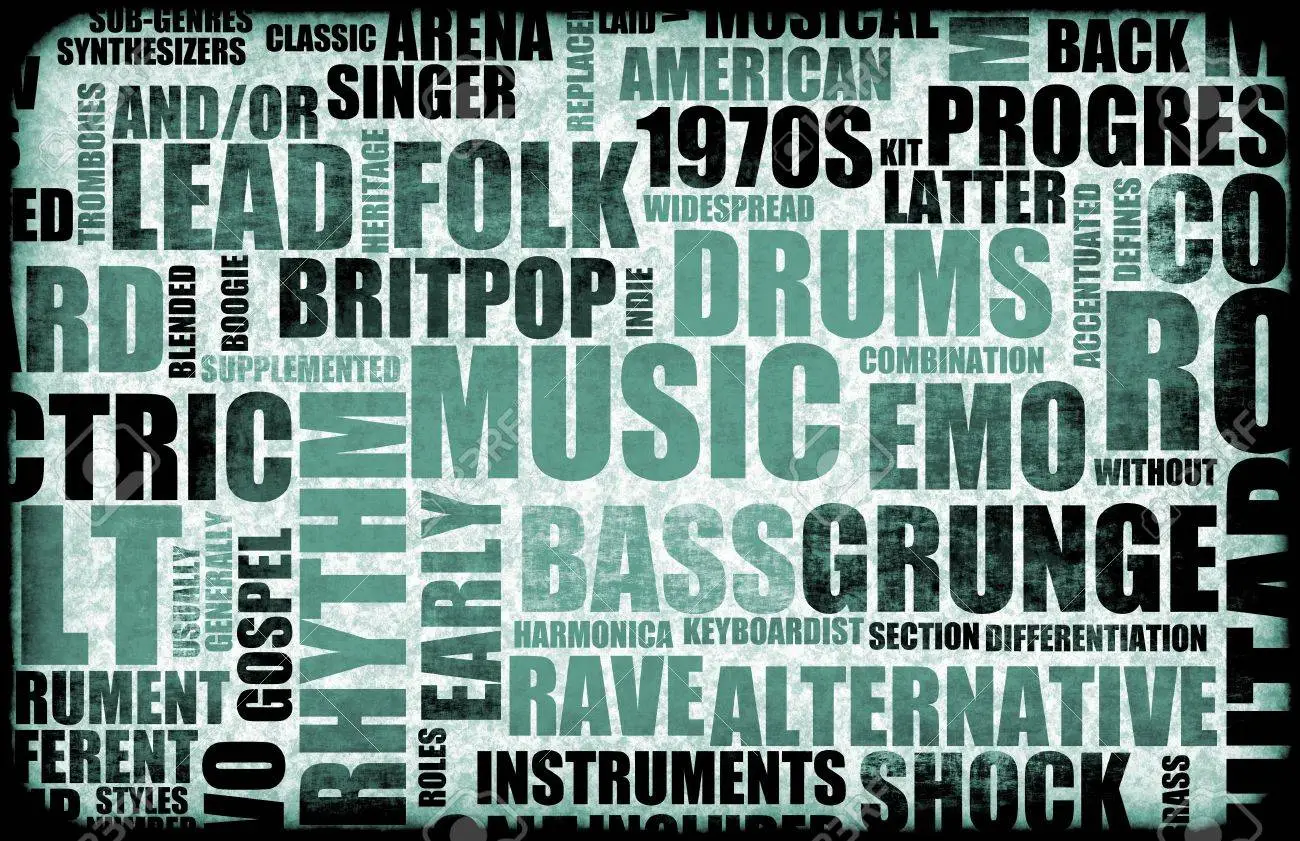 SUB-GENRES
SYNTHESIZERS
CLASSIC
ARENA
SINGER
REPLACED
LAID
MUSICAL
AMERICAN
M
BACK
M
TROMBONES
AND/OR
LEAD
HERITAGE
FOLK
1970S
WIDESPREAD
KIT
PROGRES
LATTER
ACCENTUATED
DEFINES
CO
ED
ARD
BLENDED
BOOGIE
BRITPOP
INDIE
DRUMS
SUPPLEMENTED
MUSIC
COMBINATION
EMO
RO
WITHOUT
CTRIC
RHYTHM
LT
USUALLY
GENERALLY
GOSPEL
EARLY
BASS
GRUNGE
HARMONICA
KEYBOARDIST
SECTION
DIFFERENTIATION
RUMENT
FERENT
STYLES
ROLES
RAVE
ALTERNATIVE
INSTRUMENTS
SHOCK
BRASS
123RF